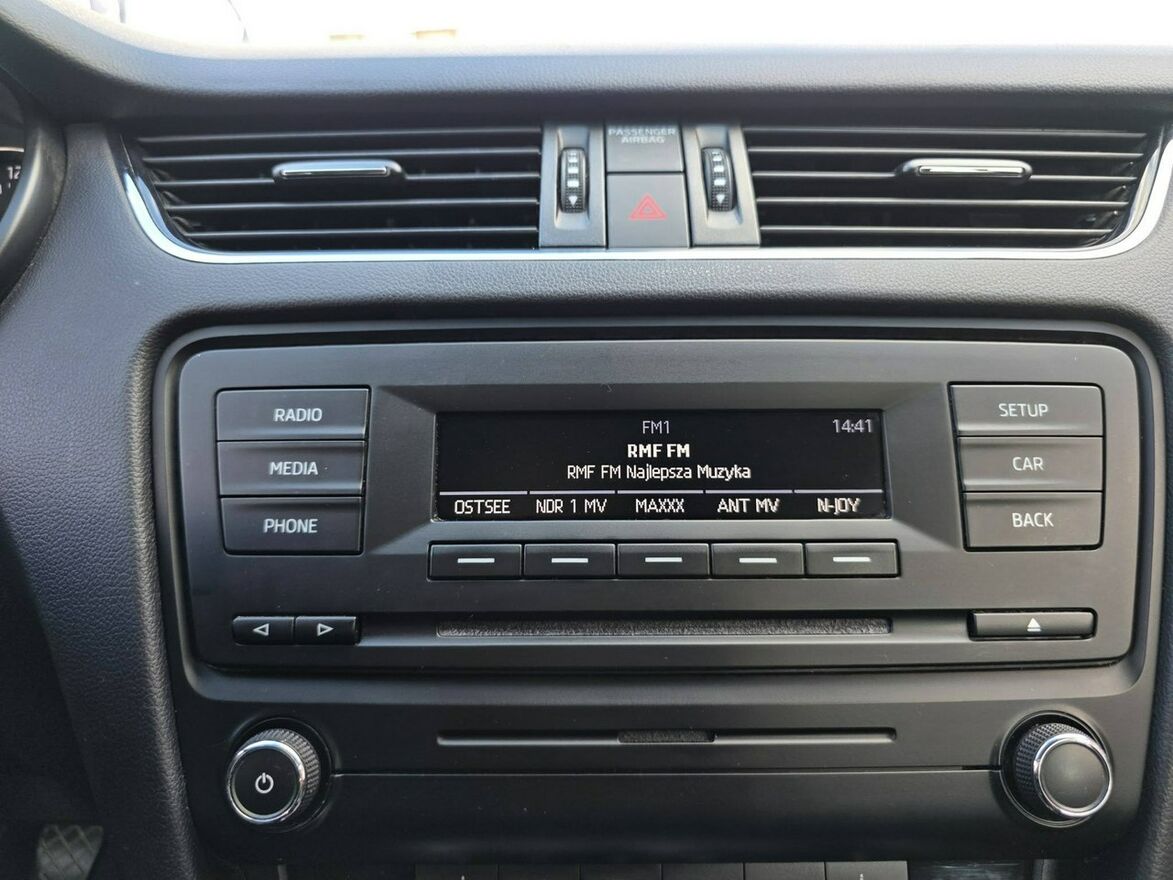 12
PASSENGER
AIRBAG
RADIO
MEDIA
PHONE
FM1 14:41
RMF FM
RMF FM Najlepsza Muzyka
OSTSEE NDR 1 MV MAXXX ANT MV N-JOY
SETUP
CAR
BACK